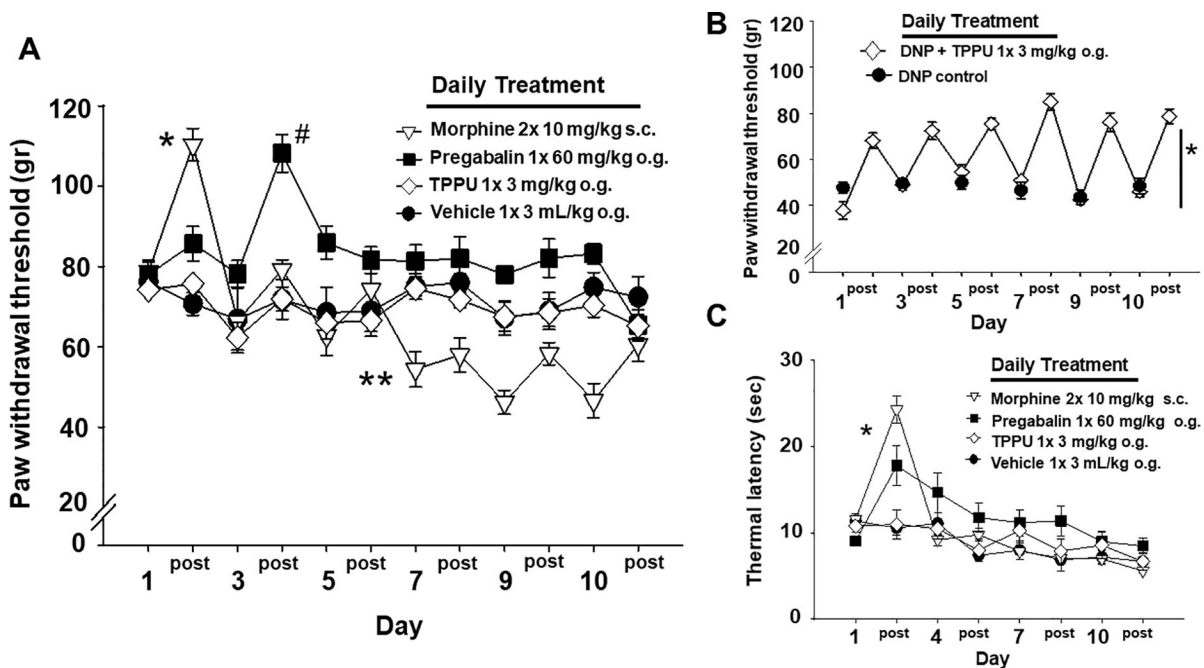 A
Paw withdrawal threshold (gr)
120
100
80
60
40
20
0
Daily Treatment
Morphine 2x 10 mg/kg s.c.
Pregabalin 1x 60 mg/kg o.g.
TPPU 1x 3 mg/kg o.g.
Vehicle 1x 3 mL/kg o.g.
*
#
**
1 post 3 post 5 post 7 post 9 post 10 post
Day
B
Paw withdrawal threshold (gr)
120
100
80
60
40
20
0
Daily Treatment
DNP + TPPU 1x 3 mg/kg o.g.
DNP control
*
1 post 3 post 5 post 7 post 9 post 10 post
Day
C
Thermal latency (sec)
30
20
10
0
Daily Treatment
Morphine 2x 10 mg/kg s.c.
Pregabalin 1x 60 mg/kg o.g.
TPPU 1x 3 mg/kg o.g.
Vehicle 1x 3 mL/kg o.g.
*
1 post 4 post 7 post 10 post
Day